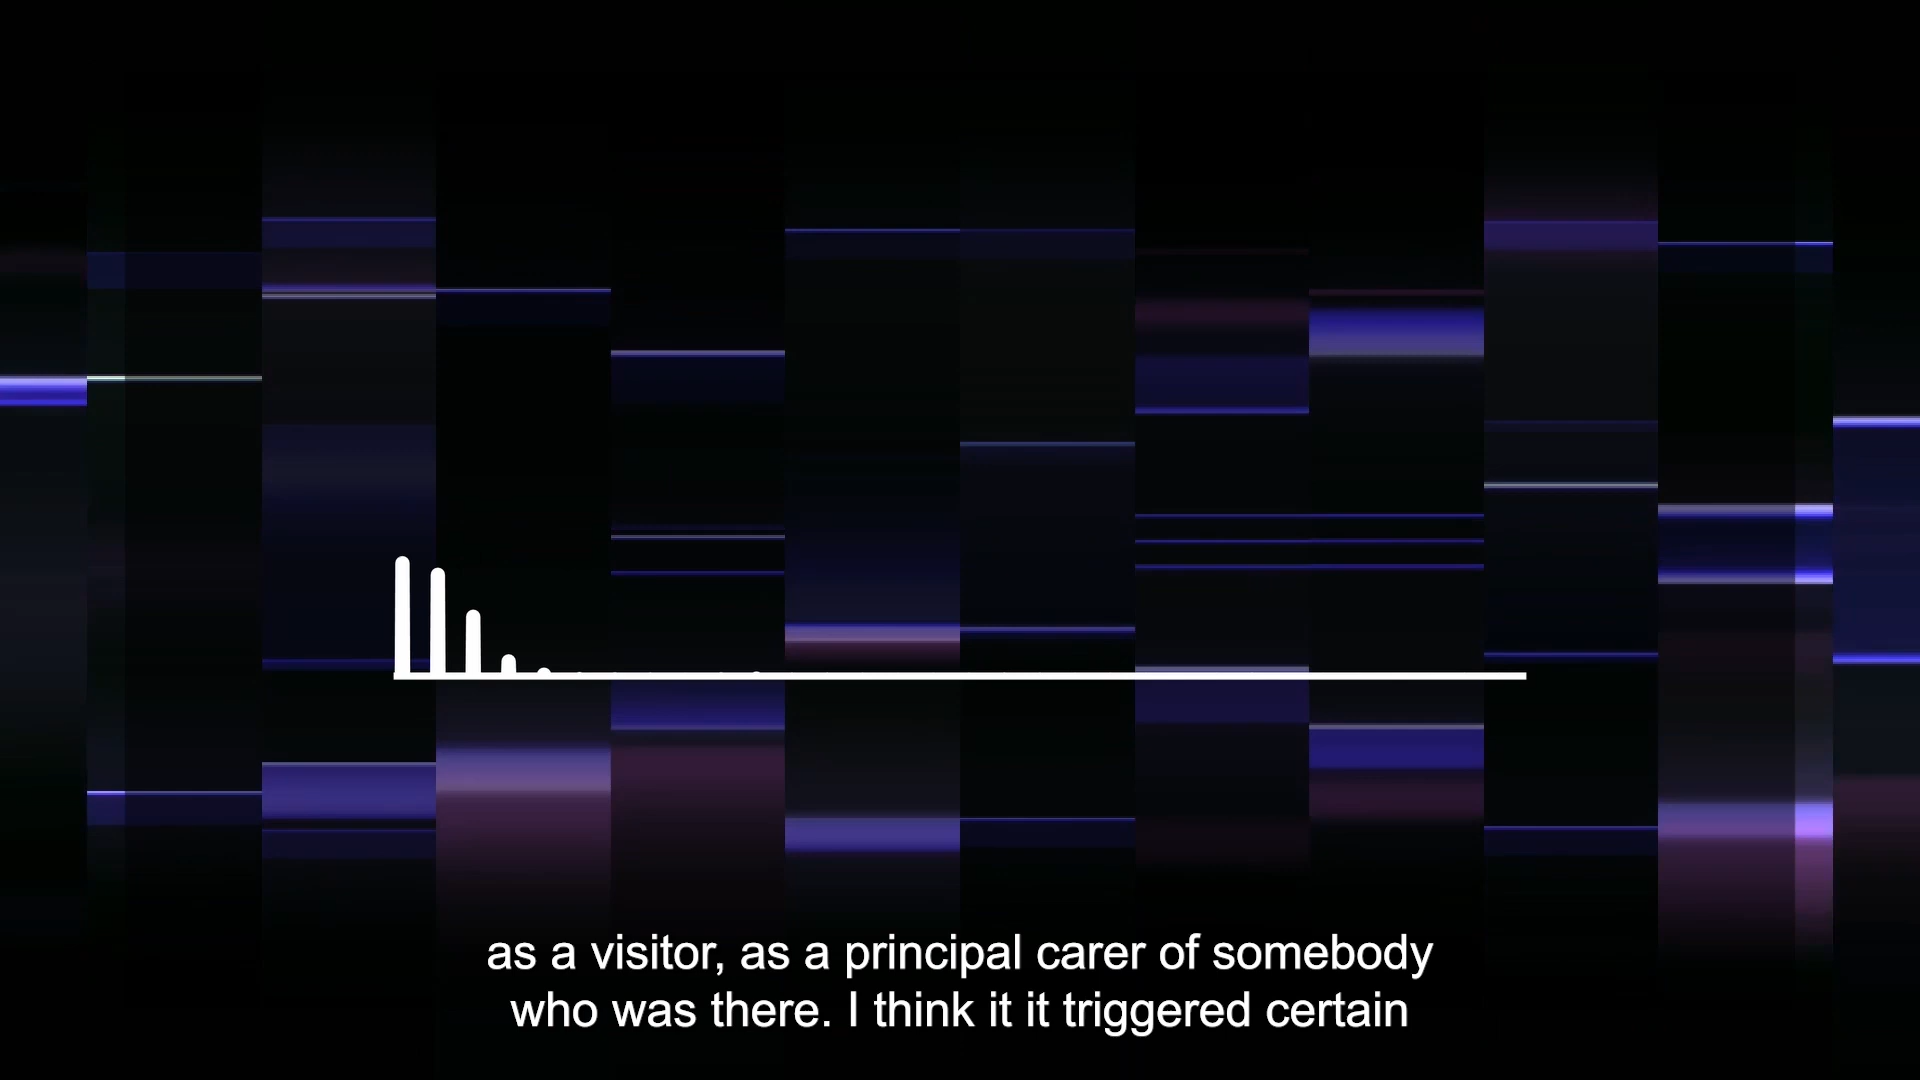 as a visitor, as a principal carer of somebody
who was there. I think it it triggered certain